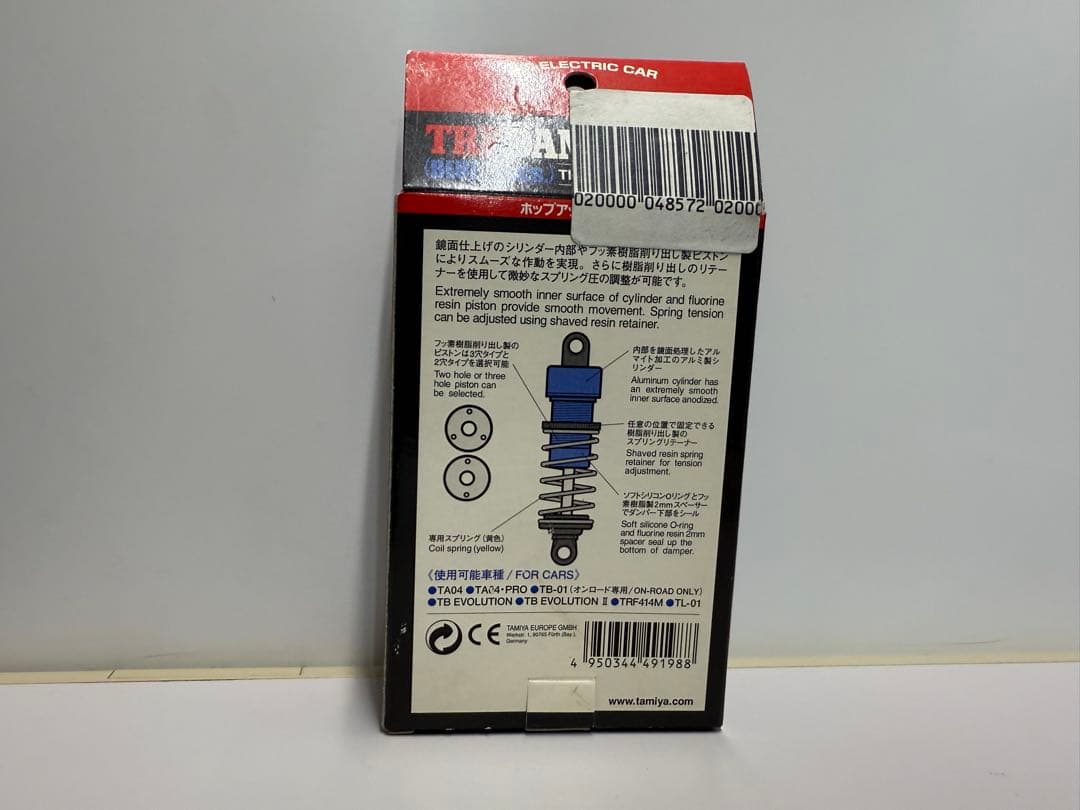 ELECTRIC CAR
020000 048572 0200
ホップア
鏡面仕上げのシリンダー内部やフッ素樹脂削り出し製ピストン
によりスムーズな作動を実現。さらに樹脂削り出しのリテー
ナーを使用して微妙なスプリング圧の調整が可能です。
Extremely smooth inner surface of cylinder and fluorine
resin piston provide smooth movement. Spring tension
can be adjusted using shaved resin retainer.
フッ素樹脂削り出し製の
ピストンは3穴タイプと
2穴タイプを選択可能
Two hole or three
hole piston can
be selected.
内部を鏡面処理したアル
マイト加工のアルミ製シ
リンダー
Aluminum cylinder has
an extremely smooth
inner surface anodized.
任意の位置で固定できる
樹脂削り出し製の
スプリングリテーナー
Shaved resin spring
retainer for tension
adjustment.
ソフトシリコンOリングとフッ
素樹脂製2mmスペーサー
でダンパー下部をシール
Soft silicone O-ring
and fluorine resin 2mm
spacer seal up the
bottom of damper.
専用スプリング(黄色)
Coil spring (yellow)
《使用可能車種/FOR CARS》
●TA04 ●TA04・PRO ●TB-01(オンロード専用/ON-ROAD ONLY)
●TB EVOLUTION ●TB EVOLUTION II ●TRF414M ●TL-01
CE
TAMIYA EUROPE GMBH
Werkstr. 1, 90765 Fürth (Bay.),
Germany
4 950344 491988
www.tamiya.com